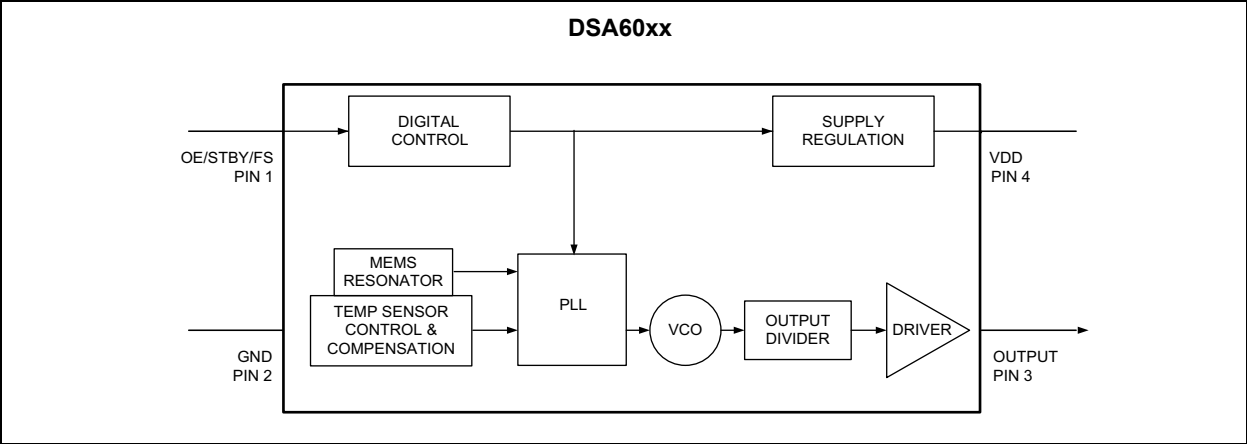 DSA60xx
DIGITAL
CONTROL
SUPPLY
REGULATION
OE/STBY/FS
PIN 1
VDD
PIN 4
MEMS
RESONATOR
TEMP SENSOR
CONTROL &
COMPENSATION
PLL
VCO
OUTPUT
DIVIDER
DRIVER
GND
PIN 2
OUTPUT
PIN 3